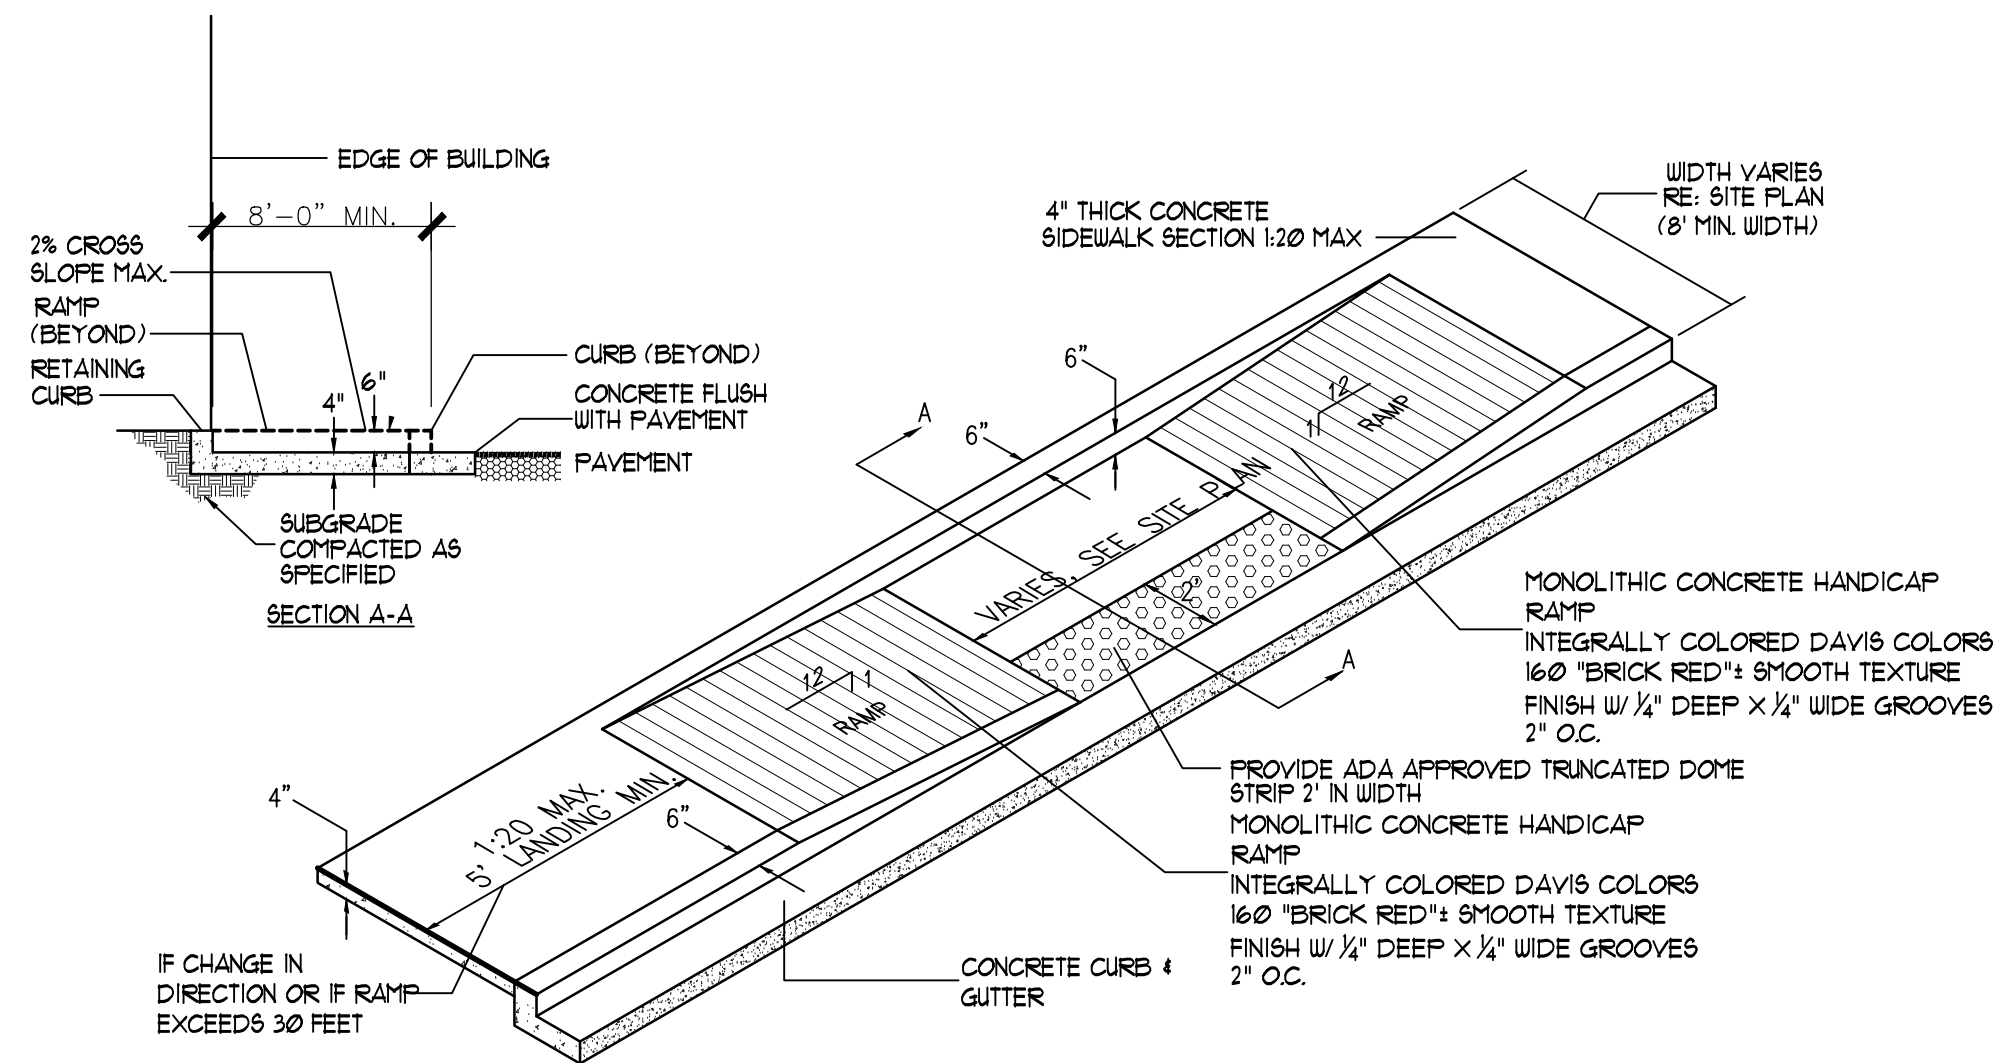 EDGE OF BUILDING
8'-0" MIN.
2% CROSS
SLOPE MAX.
RAMP
(BEYOND)
RETAINING
CURB
4"
6"
CURB (BEYOND)
CONCRETE FLUSH
WITH PAVEMENT
PAVEMENT
SUBGRADE
COMPACTED AS
SPECIFIED
SECTION A-A
WIDTH VARIES
RE: SITE PLAN
(8' MIN. WIDTH)
4" THICK CONCRETE
SIDEWALK SECTION 1:20 MAX
6"
6"
A
12
1
RAMP
VARIES, SEE SITE PLAN
2'
A
12
1
RAMP
1:20 MAX.
5' LANDING MIN.
6"
4"
IF CHANGE IN
DIRECTION OR IF RAMP
EXCEEDS 30 FEET
CONCRETE CURB &
GUTTER
MONOLITHIC CONCRETE HANDICAP
RAMP
INTEGRALLY COLORED DAVIS COLORS
160 "BRICK RED"± SMOOTH TEXTURE
FINISH W/ 1/4" DEEP X 1/4" WIDE GROOVES
2" O.C.
PROVIDE ADA APPROVED TRUNCATED DOME
STRIP 2' IN WIDTH
MONOLITHIC CONCRETE HANDICAP
RAMP
INTEGRALLY COLORED DAVIS COLORS
160 "BRICK RED"± SMOOTH TEXTURE
FINISH W/ 1/4" DEEP X 1/4" WIDE GROOVES
2" O.C.